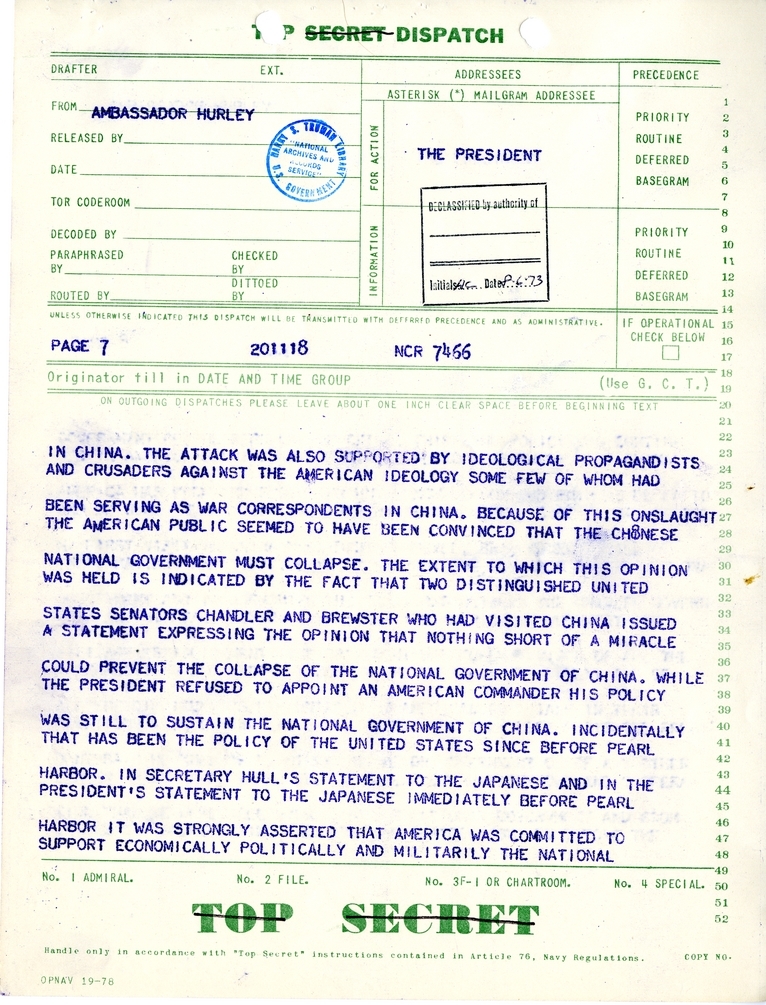 TOP SECRET DISPATCH
DRAFTER EXT.
ADDRESSEES
PRECEDENCE
ASTERISK (*) MAILGRAM ADDRESSEE
FROM AMBASSADOR HURLEY
RELEASED BY
DATE
TOR CODEROOM
DECODED BY
PARAPHRASED BY
CHECKED BY
DITTOED BY
ROUTED BY
HARRY S. TRUMAN LIBRARY
"NATIONAL ARCHIVES AND RECORDS SERVICE"
U.S. GOVERNMENT
FOR ACTION
THE PRESIDENT
INFORMATION
DECLASSIFIED by authority of
Initials Date 8-6-73
PRIORITY
ROUTINE
DEFERRED
BASEGRAM
PRIORITY
ROUTINE
DEFERRED
BASEGRAM
1
2
3
4
5
6
7
8
9
10
11
12
13
14
UNLESS OTHERWISE INDICATED THIS DISPATCH WILL BE TRANSMITTED WITH DEFERRED PRECEDENCE AND AS ADMINISTRATIVE.
IF OPERATIONAL 15
CHECK BELOW 16
PAGE 7 201118 NCR 7466
17
18
Originator fill in DATE AND TIME GROUP (Use G. C. T.) 19
ON OUTGOING DISPATCHES PLEASE LEAVE ABOUT ONE INCH CLEAR SPACE BEFORE BEGINNING TEXT 20
21
22
IN CHINA. THE ATTACK WAS ALSO SUPPORTED BY IDEOLOGICAL PROPAGANDISTS 23
AND CRUSADERS AGAINST THE AMERICAN IDEOLOGY SOME FEW OF WHOM HAD 24
25
BEEN SERVING AS WAR CORRESPONDENTS IN CHINA. BECAUSE OF THIS ONSLAUGHT 26
27
THE AMERICAN PUBLIC SEEMED TO HAVE BEEN CONVINCED THAT THE CHINESE 28
29
NATIONAL GOVERNMENT MUST COLLAPSE. THE EXTENT TO WHICH THIS OPINION 30
WAS HELD IS INDICATED BY THE FACT THAT TWO DISTINGUISHED UNITED 31
32
STATES SENATORS CHANDLER AND BREWSTER WHO HAD VISITED CHINA ISSUED 33
34
A STATEMENT EXPRESSING THE OPINION THAT NOTHING SHORT OF A MIRACLE 35
36
COULD PREVENT THE COLLAPSE OF THE NATIONAL GOVERNMENT OF CHINA. WHILE 37
THE PRESIDENT REFUSED TO APPOINT AN AMERICAN COMMANDER HIS POLICY 38
39
WAS STILL TO SUSTAIN THE NATIONAL GOVERNMENT OF CHINA. INCIDENTALLY 40
THAT HAS BEEN THE POLICY OF THE UNITED STATES SINCE BEFORE PEARL 41
42
HARBOR. IN SECRETARY HULL'S STATEMENT TO THE JAPANESE AND IN THE 43
44
PRESIDENT'S STATEMENT TO THE JAPANESE IMMEDIATELY BEFORE PEARL 45
46
HARBOR IT WAS STRONGLY ASSERTED THAT AMERICA WAS COMMITTED TO 47
SUPPORT ECONOMICALLY POLITICALLY AND MILITARILY THE NATIONAL 48
49
No. 1 ADMIRAL. No. 2 FILE. No. 3F-1 OR CHARTROOM. No. 4 SPECIAL. 50
51
TOP SECRET 52
Handle only in accordance with "Top Secret" instructions contained in Article 76, Navy Regulations. COPY NO.
OPNAV 19-78